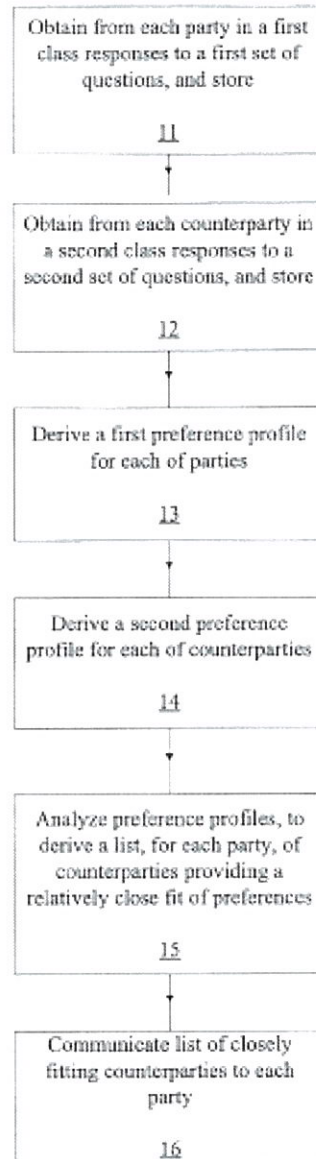 Obtain from each party in a first
class responses to a first set of
questions, and store
11
Obtain from each counterparty in
a second class responses to a
second set of questions, and store
12
Derive a first preference profile
for each of parties
13
Derive a second preference
profile for each of counterparties
14
Analyze preference profiles, to
derive a list, for each party, of
counterparties providing a
relatively close fit of preferences
15
Communicate list of closely
fitting counterparties to each
party
16